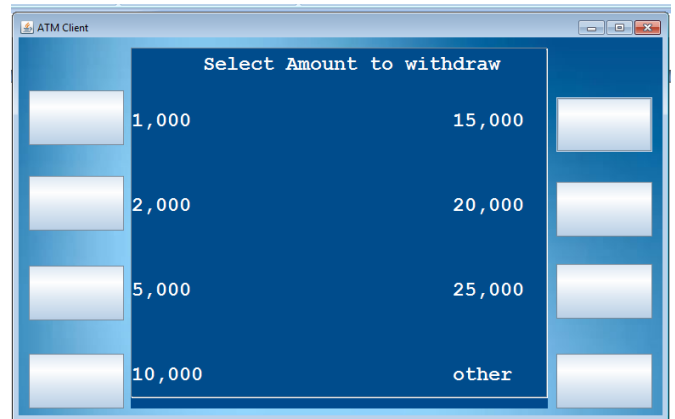 ATM Client
Select Amount to withdraw
1,000 15,000
2,000 20,000
5,000 25,000
10,000 other